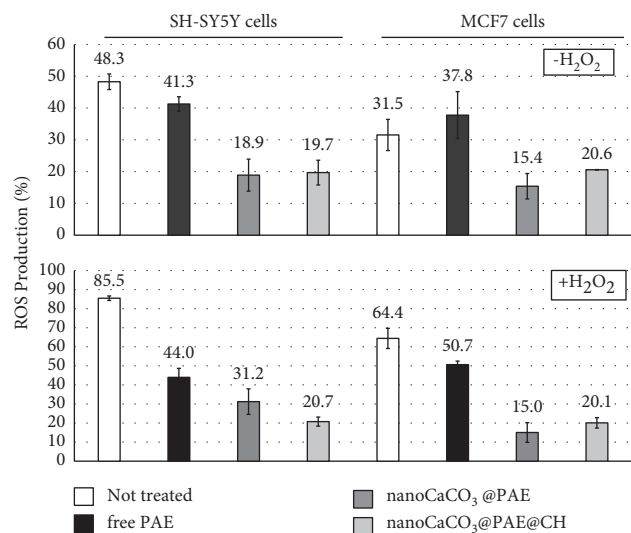 SH-SY5Y cells MCF7 cells
60
50
40
30
20
10
0
48.3 41.3 18.9 19.7 31.5 37.8 15.4 20.6
-H₂O₂
ROS Production (%)
100
90
80
70
60
50
40
30
20
10
0
85.5 44.0 31.2 20.7 64.4 50.7 15.0 20.1
+H₂O₂
Not treated nanoCaCO₃ @PAE
free PAE nanoCaCO₃@PAE@CH